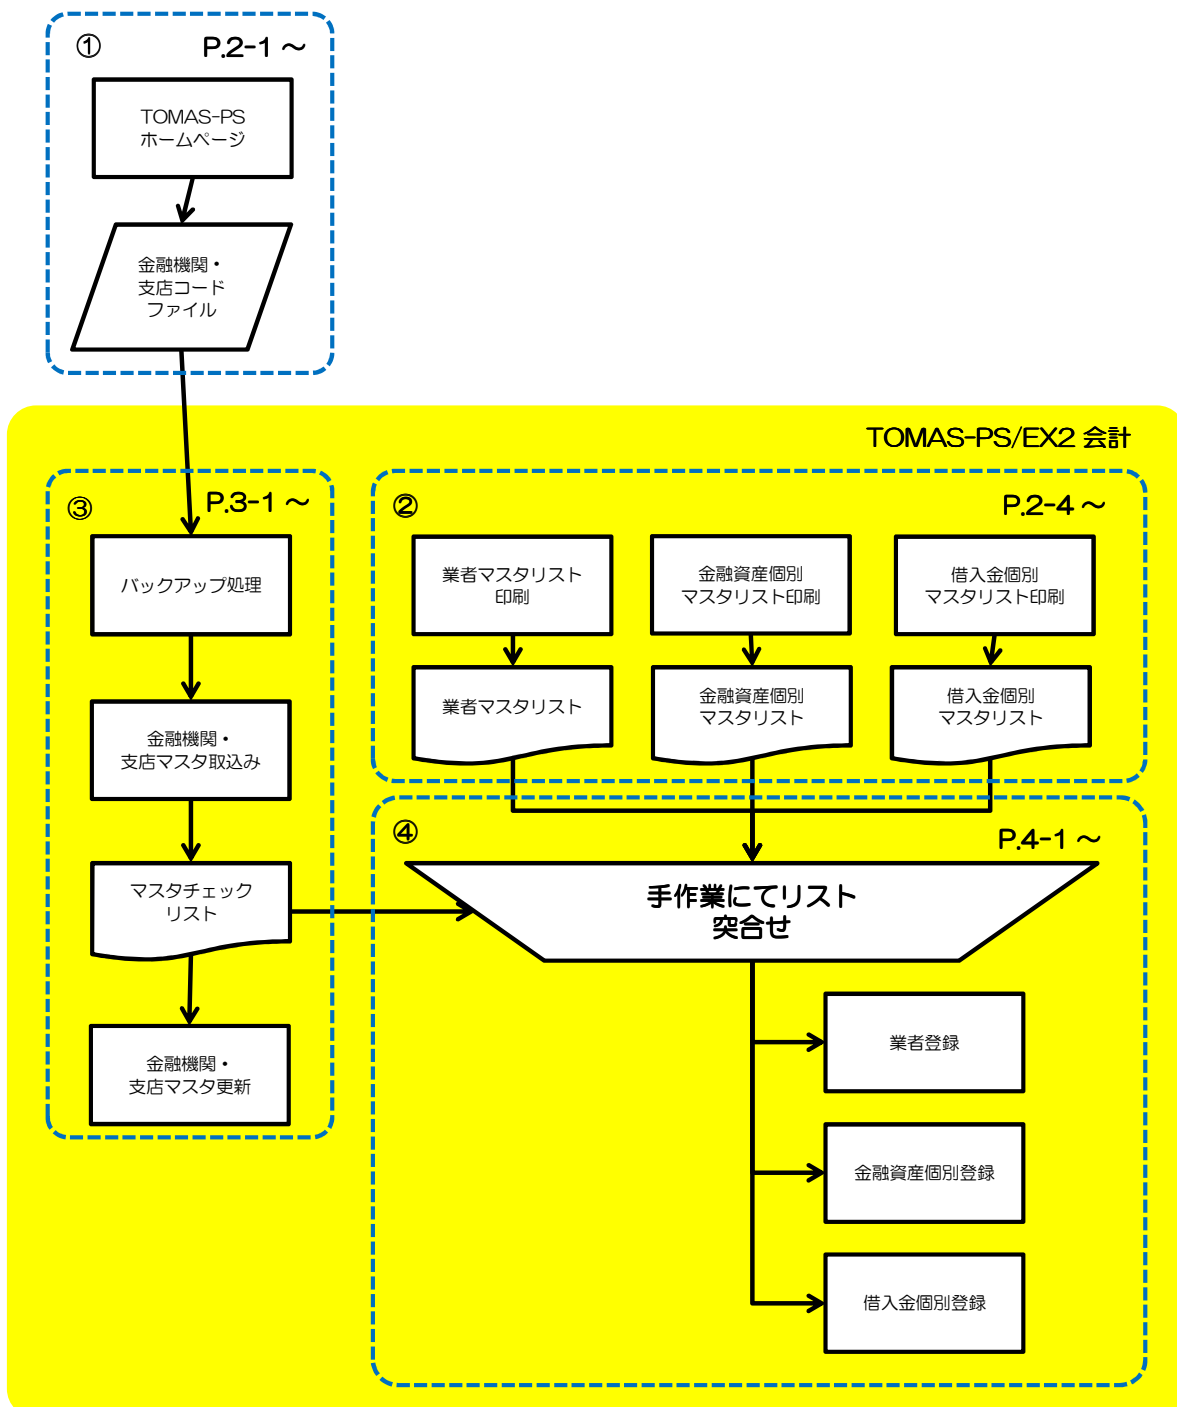 ① P.2-1 ～
TOMAS-PS
ホームページ
金融機関・
支店コード
ファイル
TOMAS-PS/EX2 会計
③ P.3-1 ～
バックアップ処理
金融機関・
支店マスタ取込み
マスタチェック
リスト
金融機関・
支店マスタ更新
② P.2-4 ～
業者マスタリスト
印刷
金融資産個別
マスタリスト印刷
借入金個別
マスタリスト印刷
業者マスタリスト
金融資産個別
マスタリスト
借入金個別
マスタリスト
④ P.4-1 ～
手作業にてリスト
突合せ
業者登録
金融資産個別登録
借入金個別登録